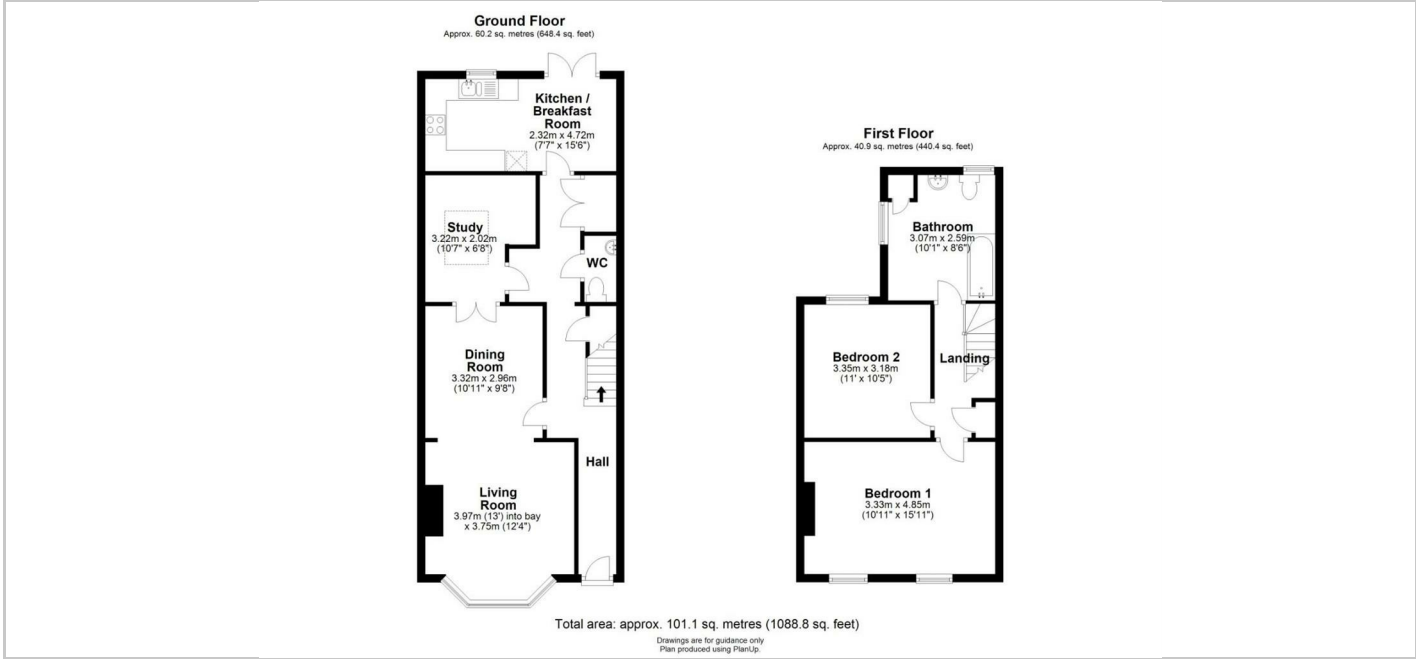 Ground Floor
Approx. 60.2 sq. metres (648.4 sq. feet)
Kitchen /
Breakfast
Room
2.32m x 4.72m
(7'7" x 15'6")
Study
3.22m x 2.02m
(10'7" x 6'8")
WC
Dining
Room
3.32m x 2.96m
(10'11" x 9'8")
Hall
Living
Room
3.97m (13') into bay
x 3.75m (12'4")
First Floor
Approx. 40.9 sq. metres (440.4 sq. feet)
Bathroom
3.07m x 2.59m
(10'1" x 8'6")
Bedroom 2
3.35m x 3.18m
(11' x 10'5")
Landing
Bedroom 1
3.33m x 4.85m
(10'11" x 15'11")
Total area: approx. 101.1 sq. metres (1088.8 sq. feet)
Drawings are for guidance only
Plan produced using PlanUp.